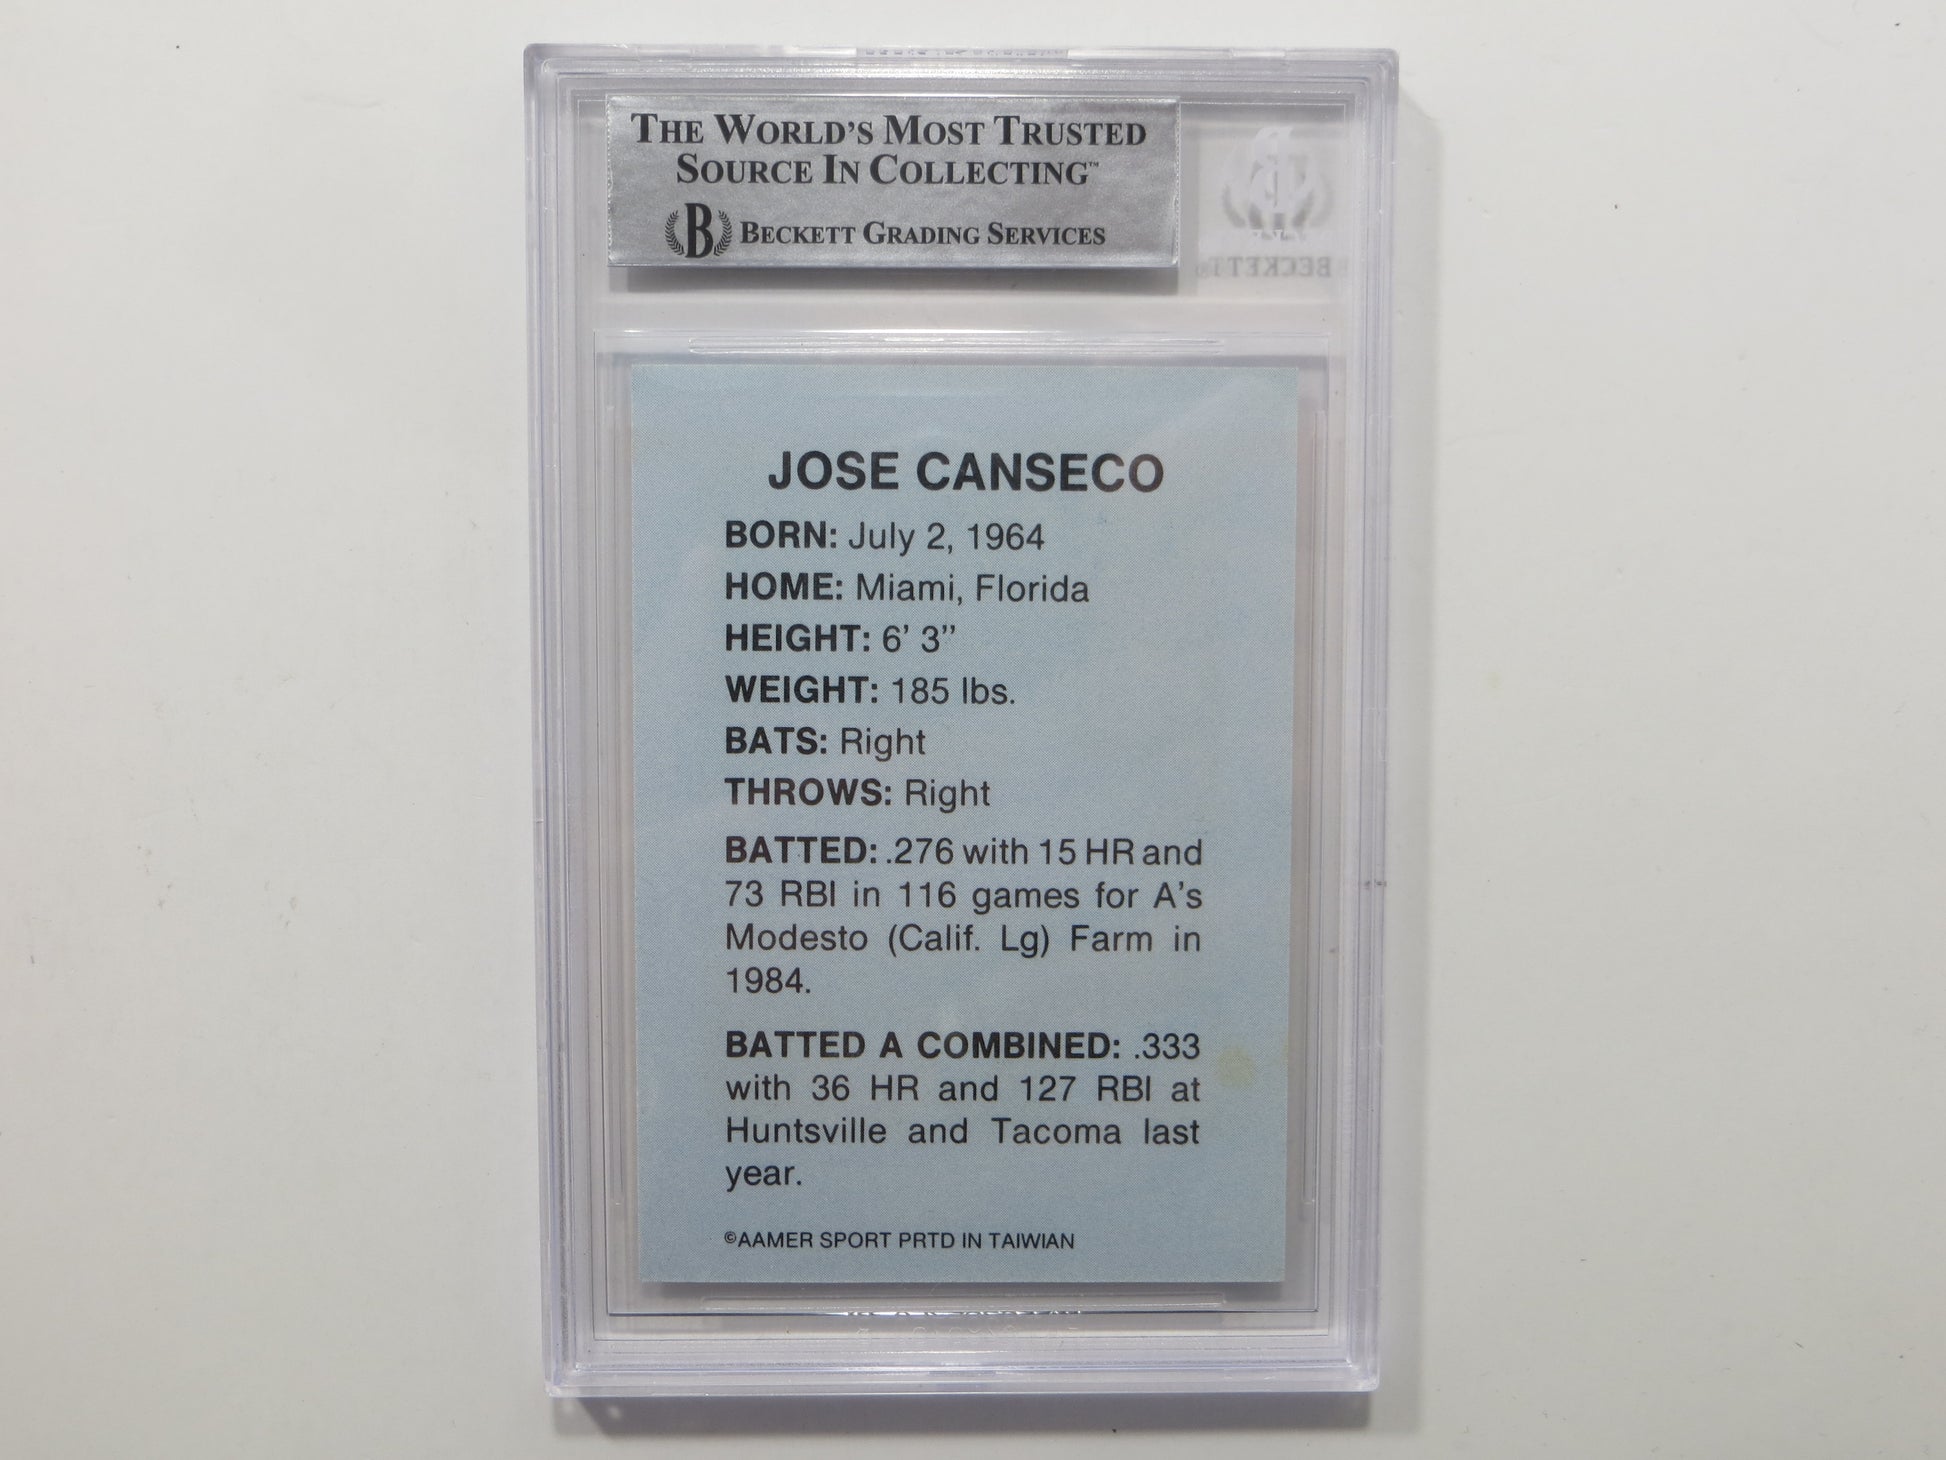 THE WORLD'S MOST TRUSTED
SOURCE IN COLLECTING™
B BECKETT GRADING SERVICES
BECKETT
JOSE CANSECO
BORN: July 2, 1964
HOME: Miami, Florida
HEIGHT: 6' 3"
WEIGHT: 185 lbs.
BATS: Right
THROWS: Right
BATTED: .276 with 15 HR and
73 RBI in 116 games for A's
Modesto (Calif. Lg) Farm in
1984.
BATTED A COMBINED: .333
with 36 HR and 127 RBI at
Huntsville and Tacoma last
year.
©AAMER SPORT PRTD IN TAIWIAN